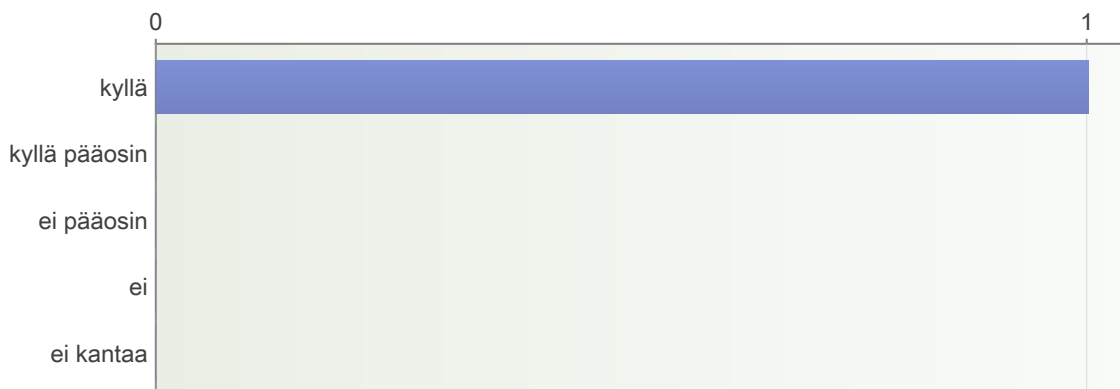 0 1
kyllä
kyllä pääosin
ei pääosin
ei
ei kantaa